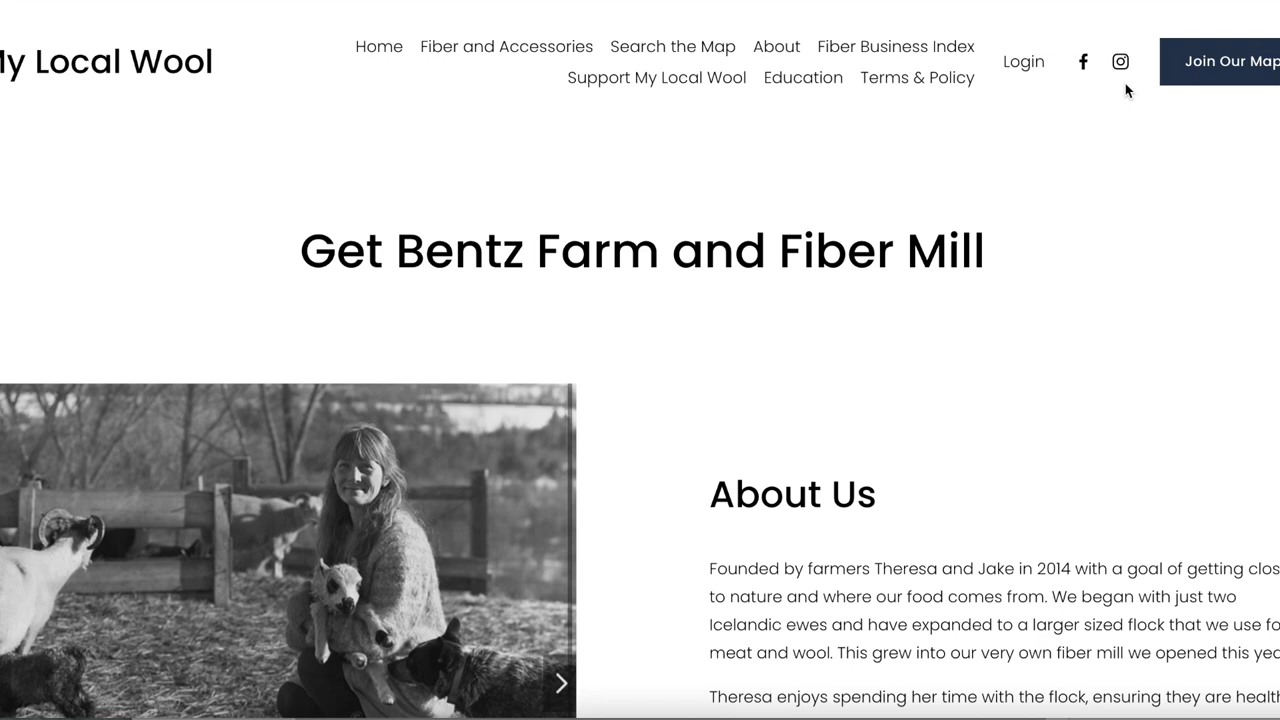 My Local Wool
Home Fiber and Accessories Search the Map About Fiber Business Index
Support My Local Wool Education Terms & Policy
Login
Join Our Map
Get Bentz Farm and Fiber Mill
About Us
Founded by farmers Theresa and Jake in 2014 with a goal of getting clos
to nature and where our food comes from. We began with just two
Icelandic ewes and have expanded to a larger sized flock that we use fo
meat and wool. This grew into our very own fiber mill we opened this yea
Theresa enjoys spending her time with the flock, ensuring they are health